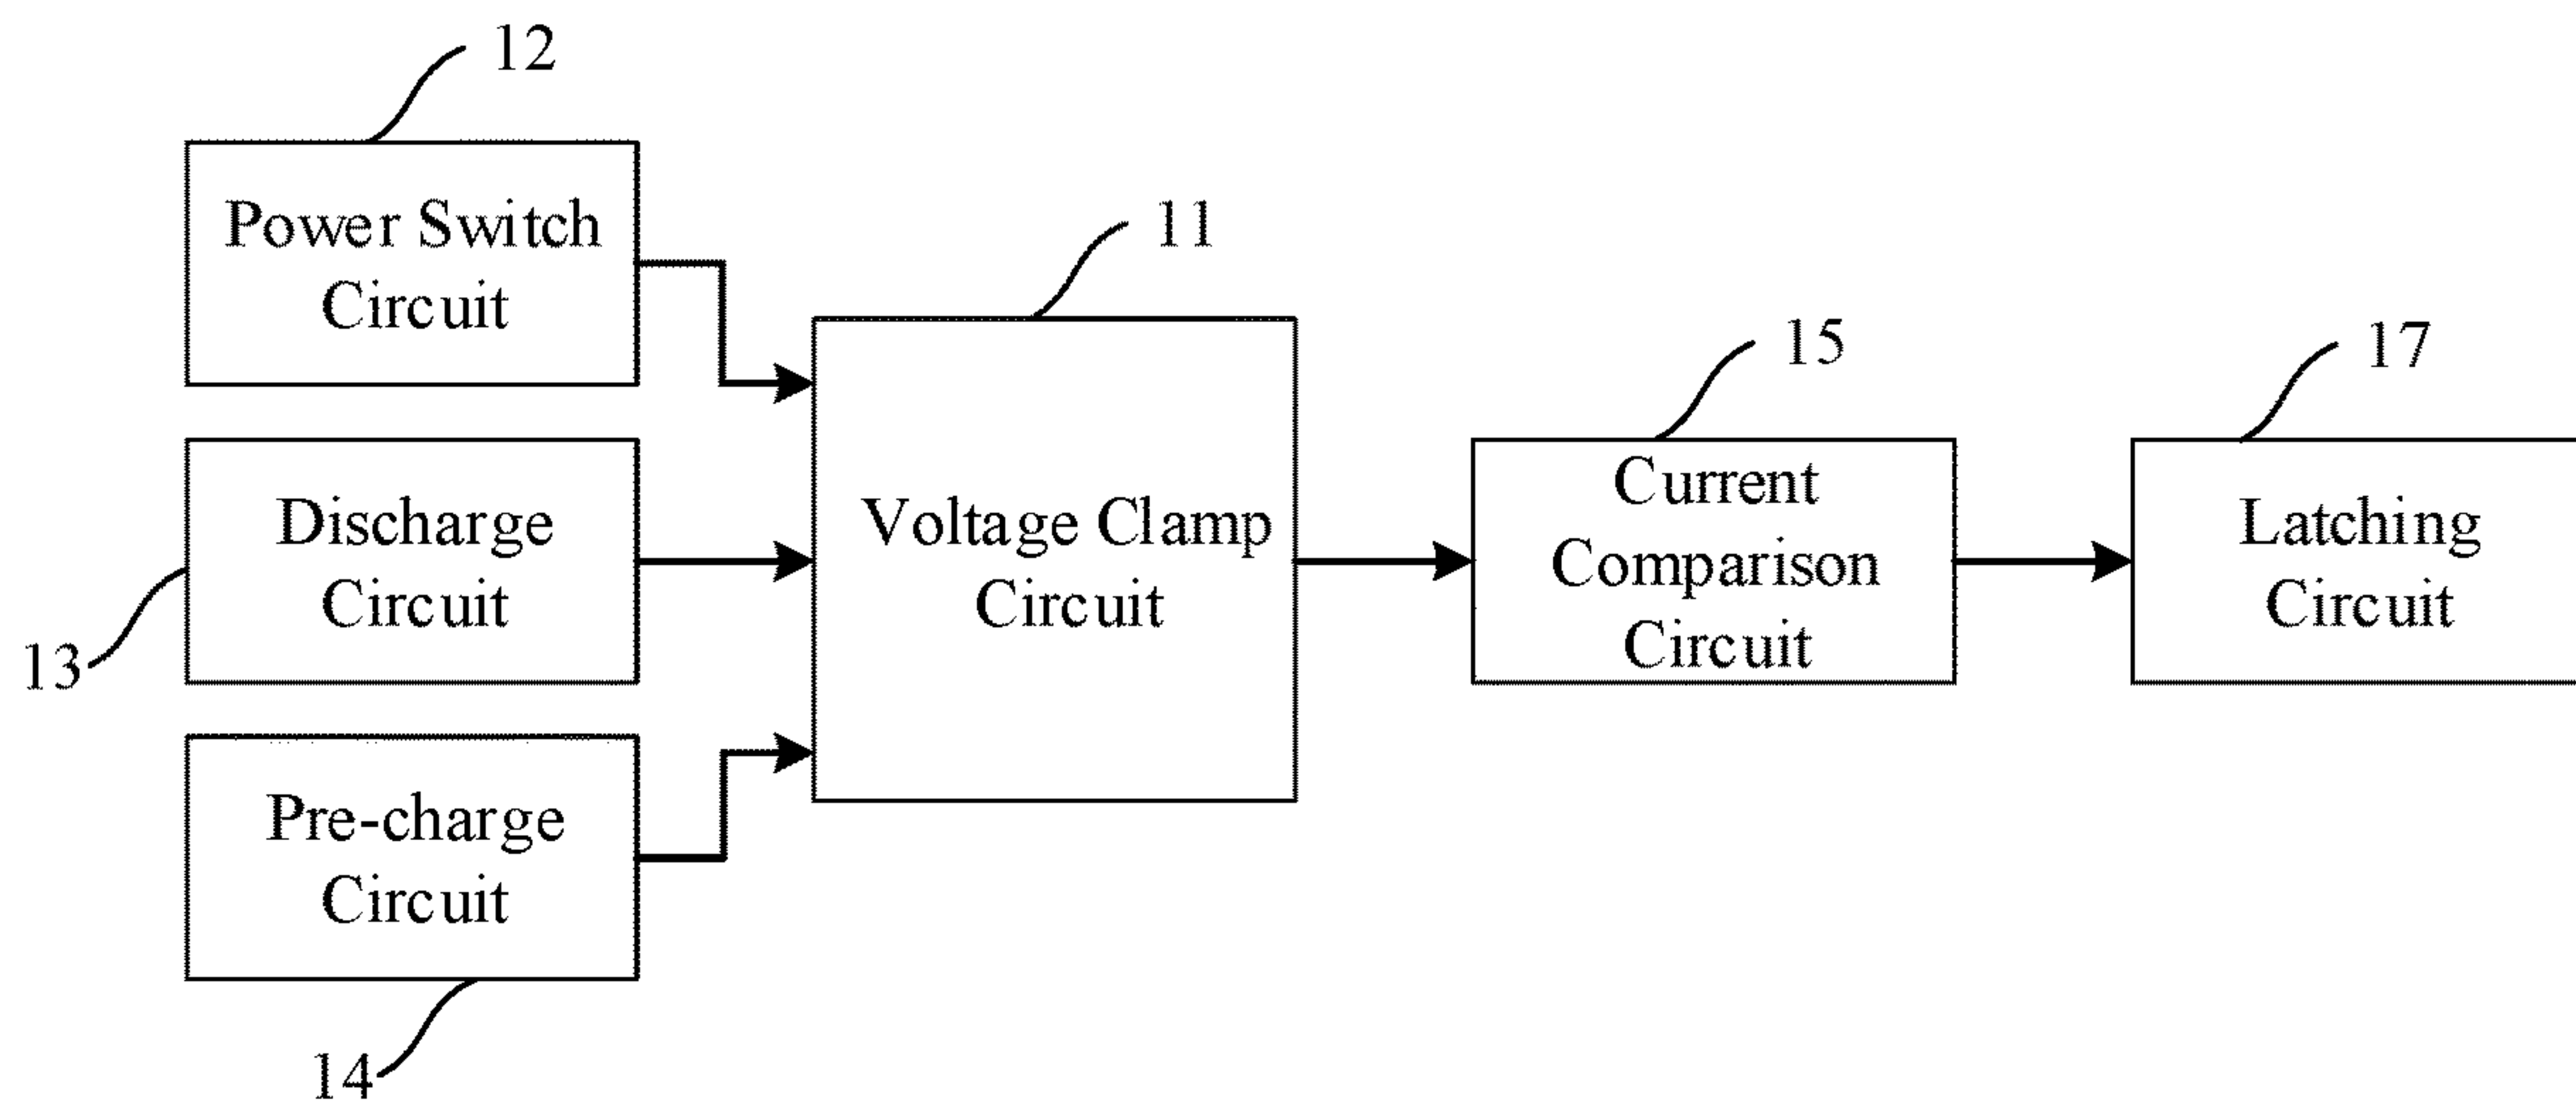 12
Power Switch
Circuit
11
15
17
Discharge
Circuit
13
Voltage Clamp
Circuit
Current
Comparison
Circuit
Latching
Circuit
Pre-charge
Circuit
14